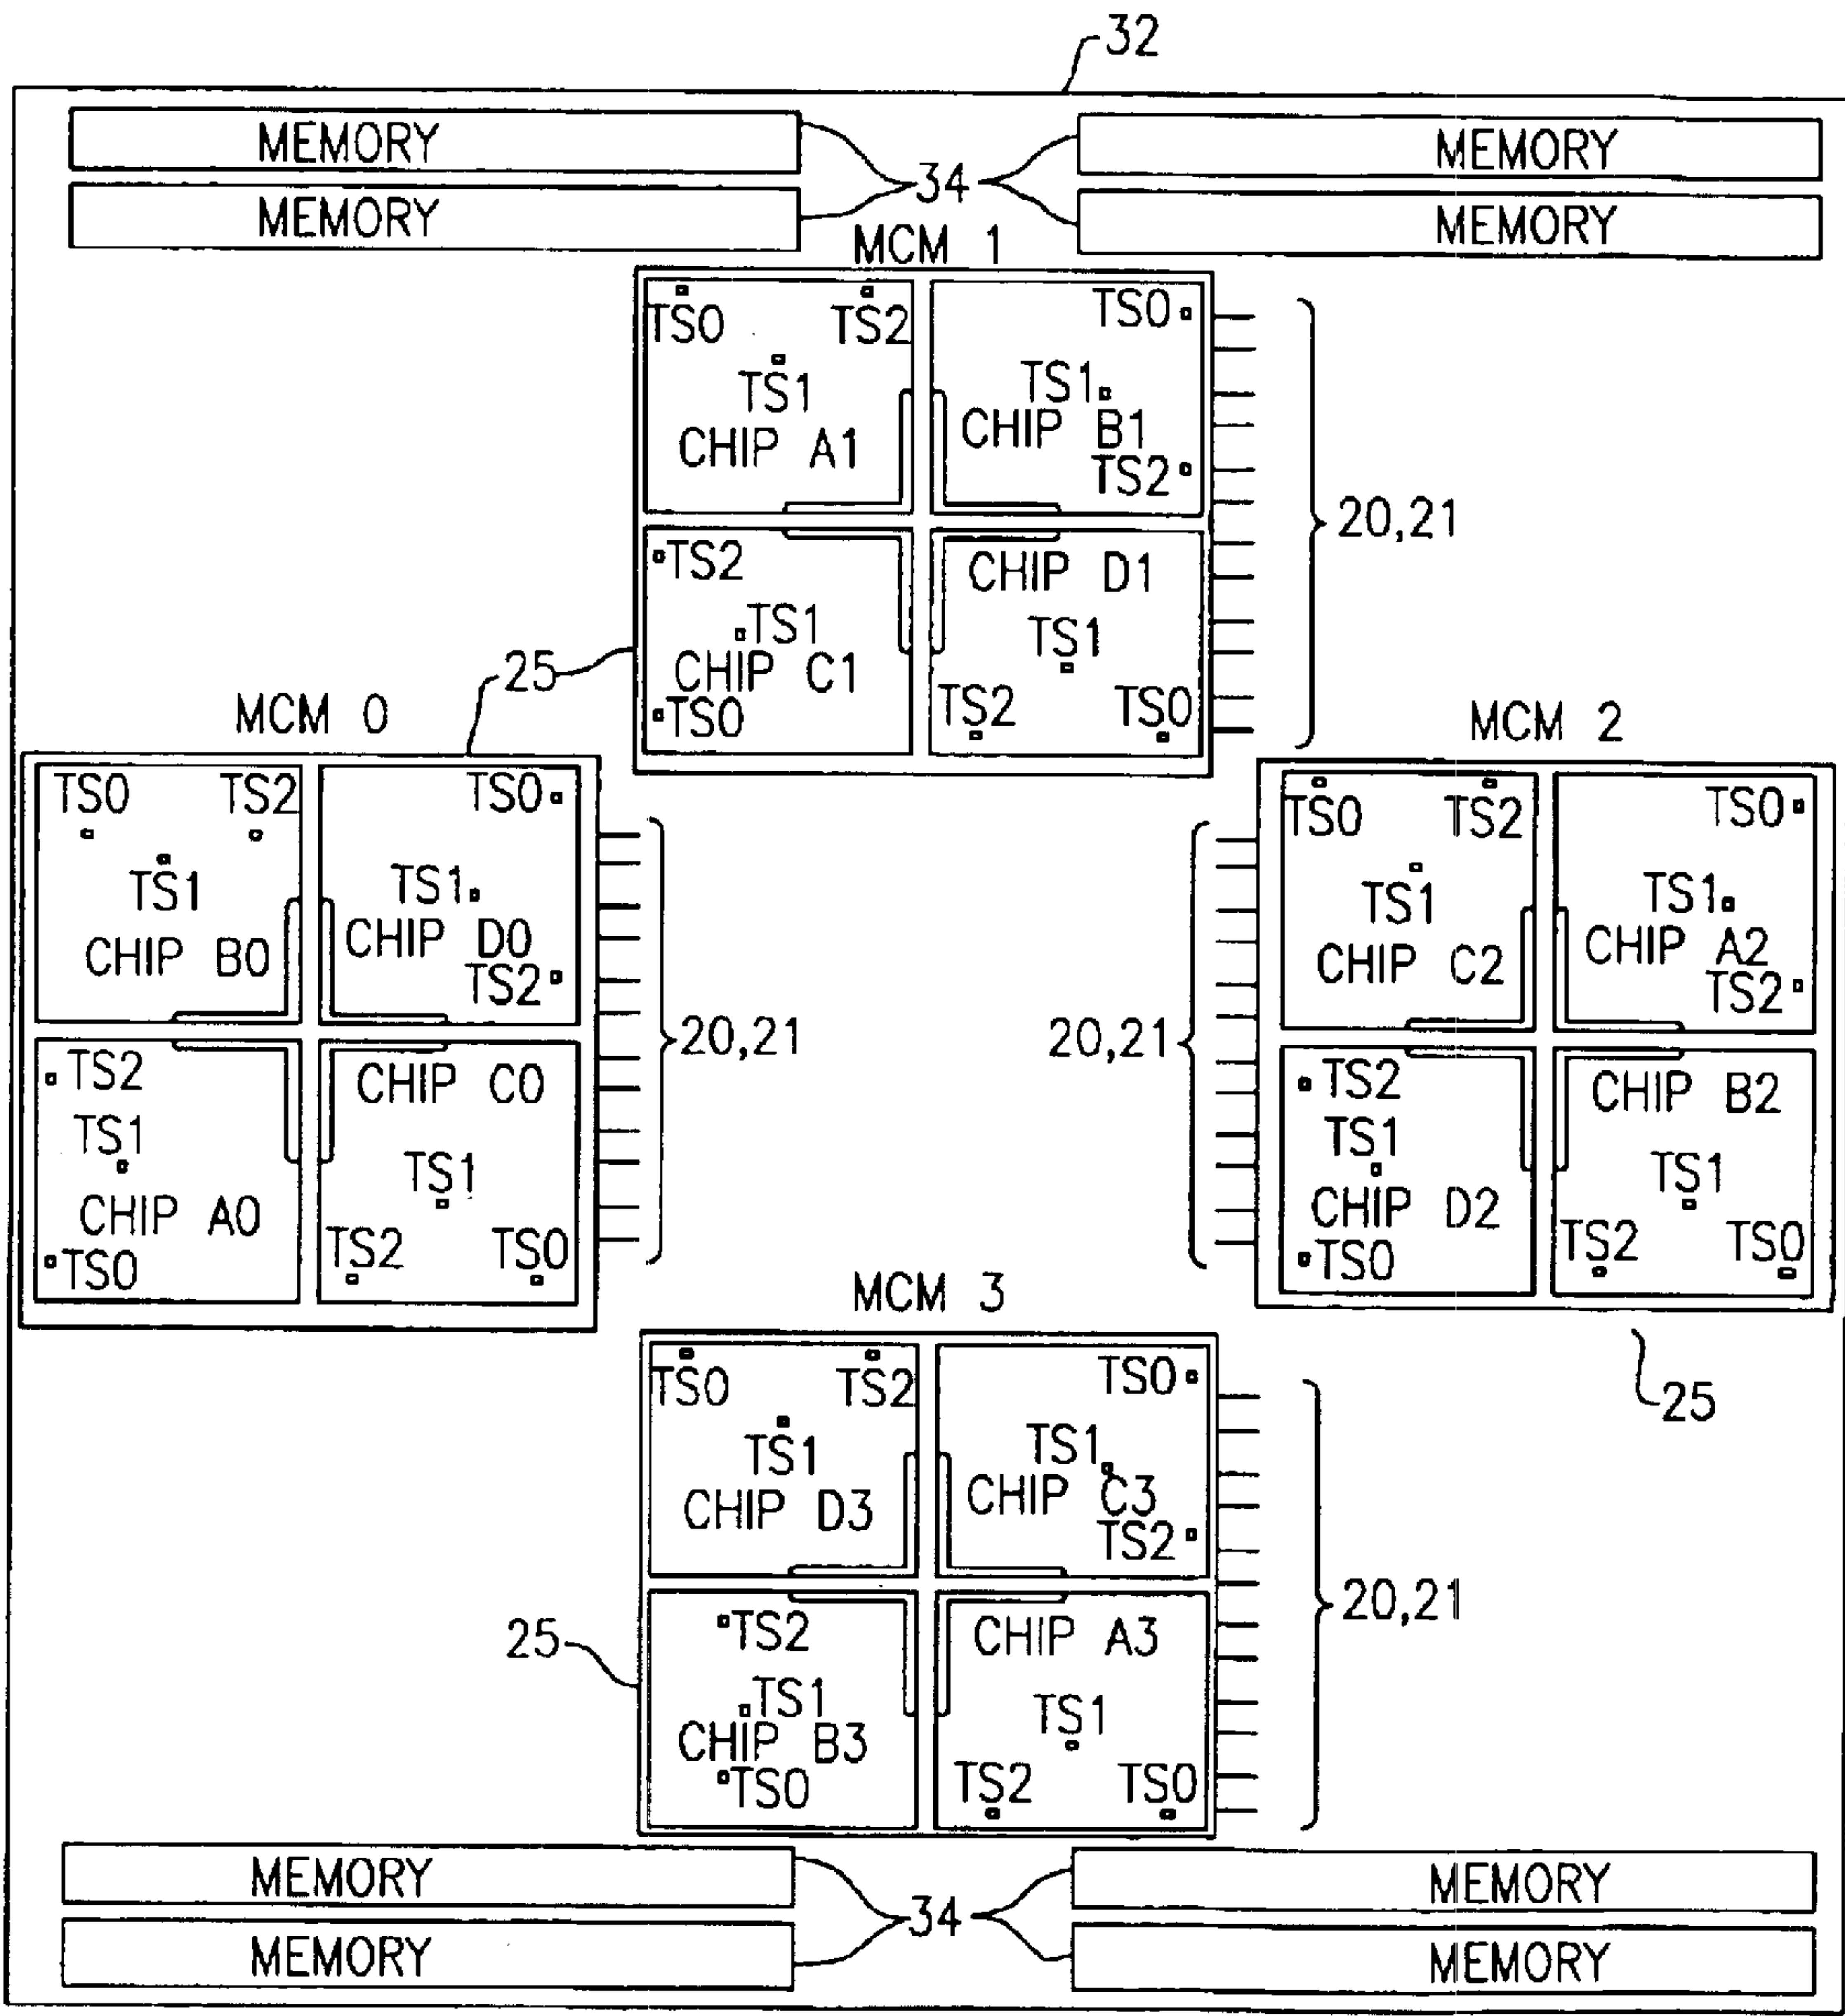 32
MEMORY
MEMORY
MEMORY
MEMORY
34
MCM 1
TS0
TS2
TS1
CHIP A1
TS0
TS1
CHIP B1
TS2
20,21
TS2
TS1
CHIP C1
TS0
CHIP D1
TS1
TS2
TS0
25
MCM 0
TS0
TS2
TS1
CHIP B0
TS0
TS1
CHIP D0
TS2
20,21
TS2
TS1
CHIP A0
TS0
CHIP C0
TS1
TS2
TS0
MCM 2
20,21
TS0
TS2
TS1
CHIP C2
TS0
TS1
CHIP A2
TS2
TS2
TS1
CHIP D2
TS0
CHIP B2
TS1
TS2
TS0
25
MCM 3
TS0
TS2
TS1
CHIP D3
TS0
TS1
CHIP C3
TS2
20,21
25
TS2
TS1
CHIP B3
TS0
CHIP A3
TS1
TS2
TS0
MEMORY
MEMORY
34
MEMORY
MEMORY